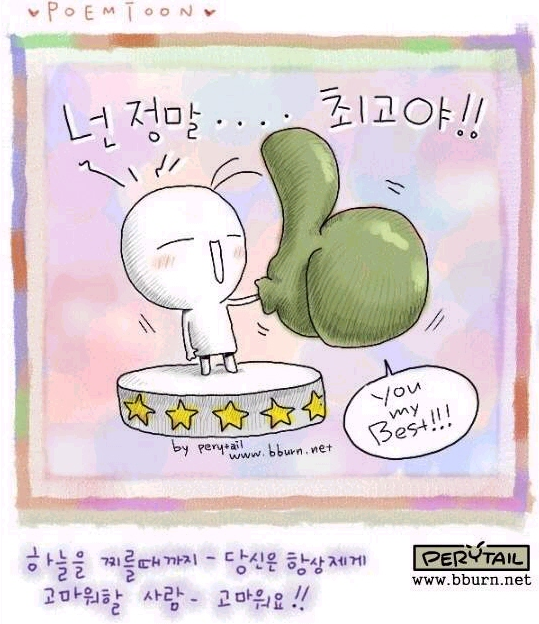 POEMTOON
넌 정말.... 최고야!!
You
my
Best!!!
by perytail
www.bburn.net
하늘을 찌를때까지 - 당신은 항상제게
고마워할 사람 - 고마워요!!
PERYTAIL
www.bburn.net